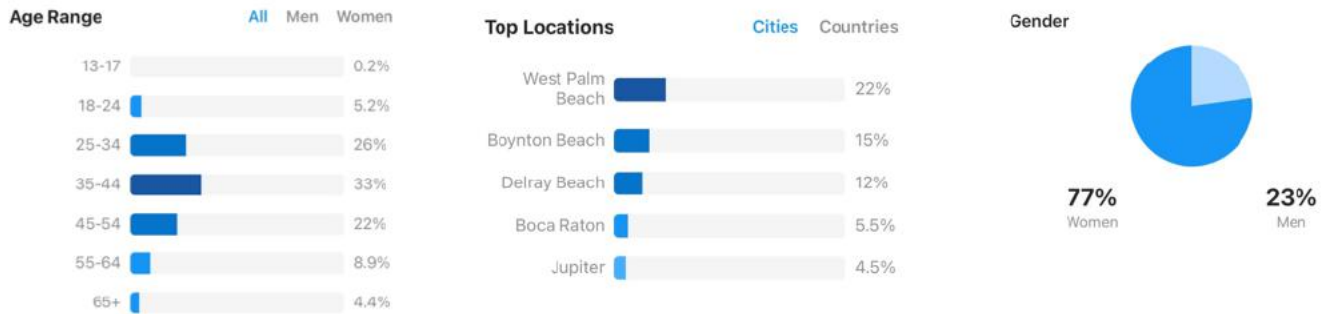 Age Range
All Men Women
13-17 0.2%
18-24 5.2%
25-34 26%
35-44 33%
45-54 22%
55-64 8.9%
65+ 4.4%
Top Locations
Cities Countries
West Palm
Beach 22%
Boynton Beach 15%
Delray Beach 12%
Boca Raton 5.5%
Jupiter 4.5%
Gender
77% 23%
Women Men